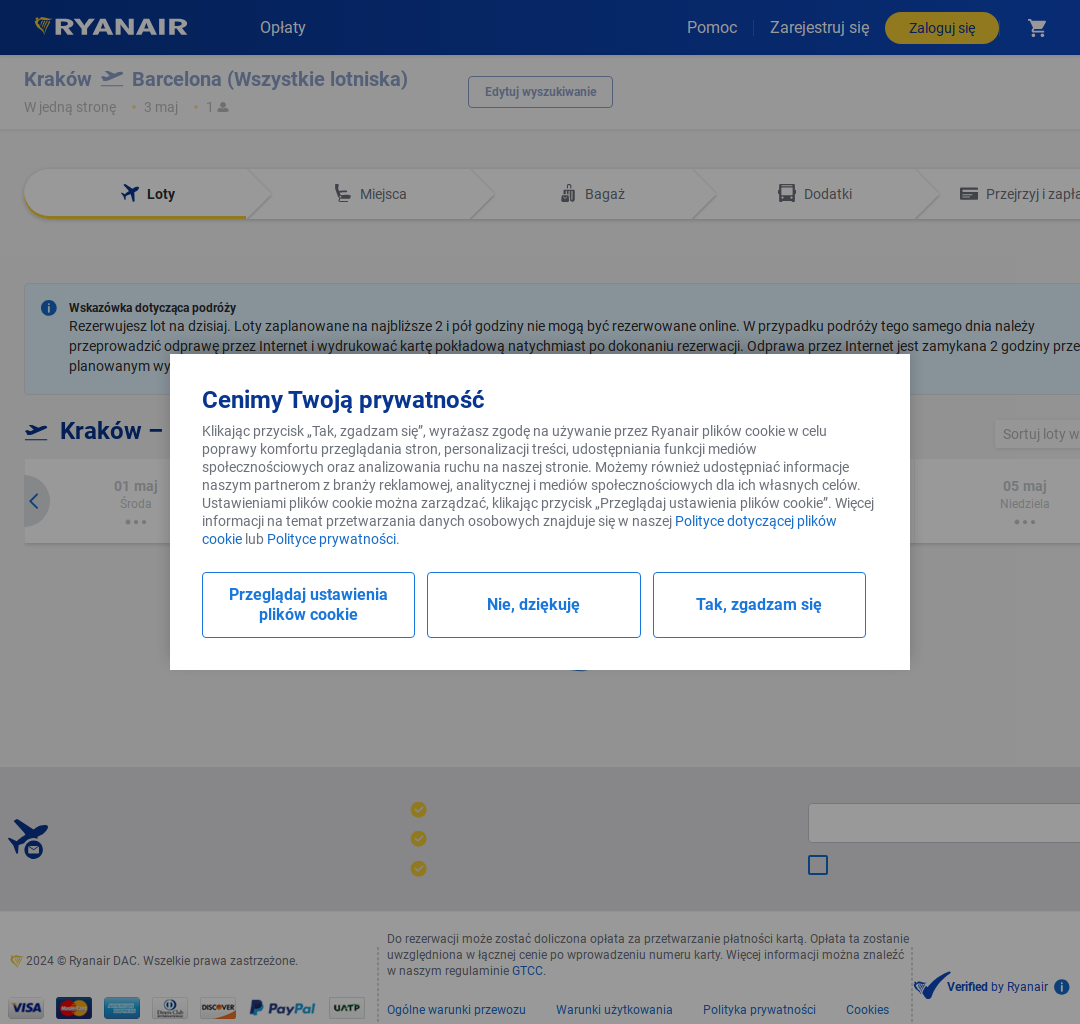 RYANAIR Opłaty Pomoc Zarejestruj się Zaloguj się
Kraków Barcelona (Wszystkie lotniska)
W jedną stronę • 3 maj • 1
Edytuj wyszukiwanie
Loty Miejsca Bagaż Dodatki Przejrzyj i
Wskazówka dotycząca podróży
Rezerwujesz lot na dzisiaj. Loty zaplanowane na najbliższe 2 i pół godziny nie mogą być rezerwowane online. W przypadku podróży tego samego dnia należy
przeprowadzić odprawę przez Internet i wydrukować kartę pokładową natychmiast po dokonaniu rezerwacji. Odprawa przez Internet jest zamykana 2 godziny
planowanym
Kraków –
Sortuj loty
01 maj
Środa
05 maj
Niedziela
Cenimy Twoją prywatność
Klikając przycisk „Tak, zgadzam się”, wyrażasz zgodę na używanie przez Ryanair plików cookie w celu
poprawy komfortu przeglądania stron, personalizacji treści, udostępniania funkcji mediów
społecznościowych oraz analizowania ruchu na naszej stronie. Możemy również udostępniać informacje
naszym partnerom z branży reklamowej, analitycznej i mediów społecznościowych dla ich własnych celów.
Ustawieniami plików cookie można zarządzać, klikając przycisk „Przeglądaj ustawienia plików cookie”. Więcej
informacji na temat przetwarzania danych osobowych znajduje się w naszej Polityce dotyczącej plików
cookie lub Polityce prywatności.
Przeglądaj ustawienia
plików cookie
Nie, dziękuję
Tak, zgadzam się
2024 © Ryanair DAC. Wszelkie prawa zastrzeżone.
VISA MasterCard Diners Club INTERNATIONAL DISCOVER PayPal UATP
Do rezerwacji może zostać doliczona opłata za przetwarzanie płatności kartą. Opłata ta zostanie
uwzględniona w łącznej cenie po wprowadzeniu numeru karty. Więcej informacji można znaleźć
w naszym regulaminie GTCC.
Ogólne warunki przewozu Warunki użytkowania Polityka prywatności Cookies
Verified by Ryanair